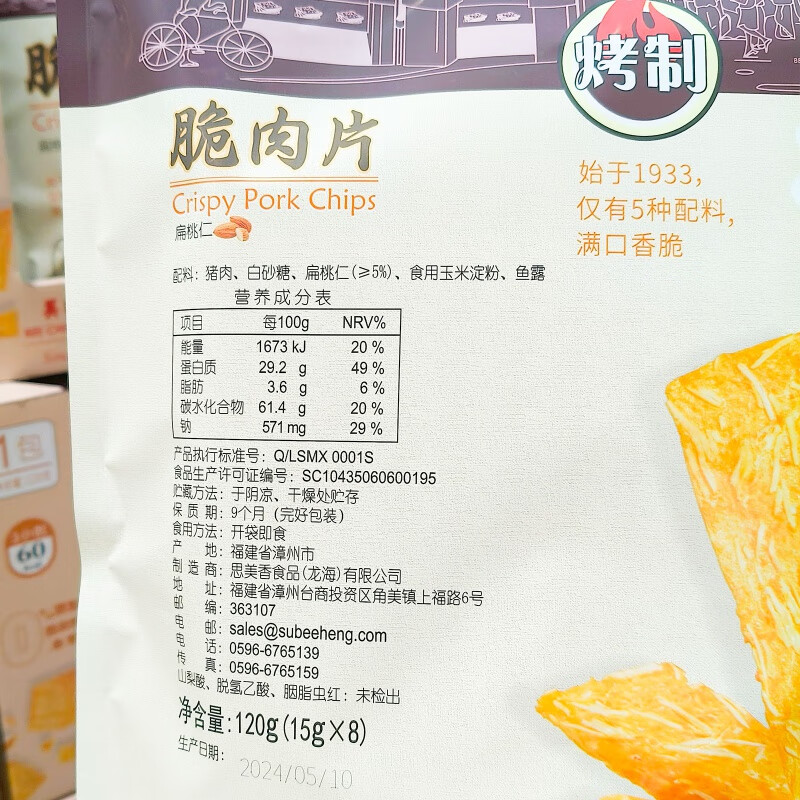 烤制
脆肉片
Crispy Pork Chips
扁桃仁
始于1933,
仅有5种配料,
满口香脆
配料：猪肉、白砂糖、扁桃仁(≥5%)、食用玉米淀粉、鱼露
营养成分表
项目 每100g NRV%
能量 1673 kJ 20 %
蛋白质 29.2 g 49 %
脂肪 3.6 g 6 %
碳水化合物 61.4 g 20 %
钠 571 mg 29 %
产品执行标准号：Q/LSMX 0001S
食品生产许可证编号：SC10435060600195
贮藏方法：于阴凉、干燥处贮存
保质期：9个月（完好包装）
食用方法：开袋即食
产地：福建省漳州市
制造商：思美香食品(龙海)有限公司
地址：福建省漳州台商投资区角美镇上福路6号
邮编：363107
电邮：sales@subeeheng.com
电话：0596-6765139
传真：0596-6765159
山梨酸、脱氢乙酸、胭脂虫红：未检出
净含量:120g(15g×8)
生产日期：
2024/05/10
脆
1包
60